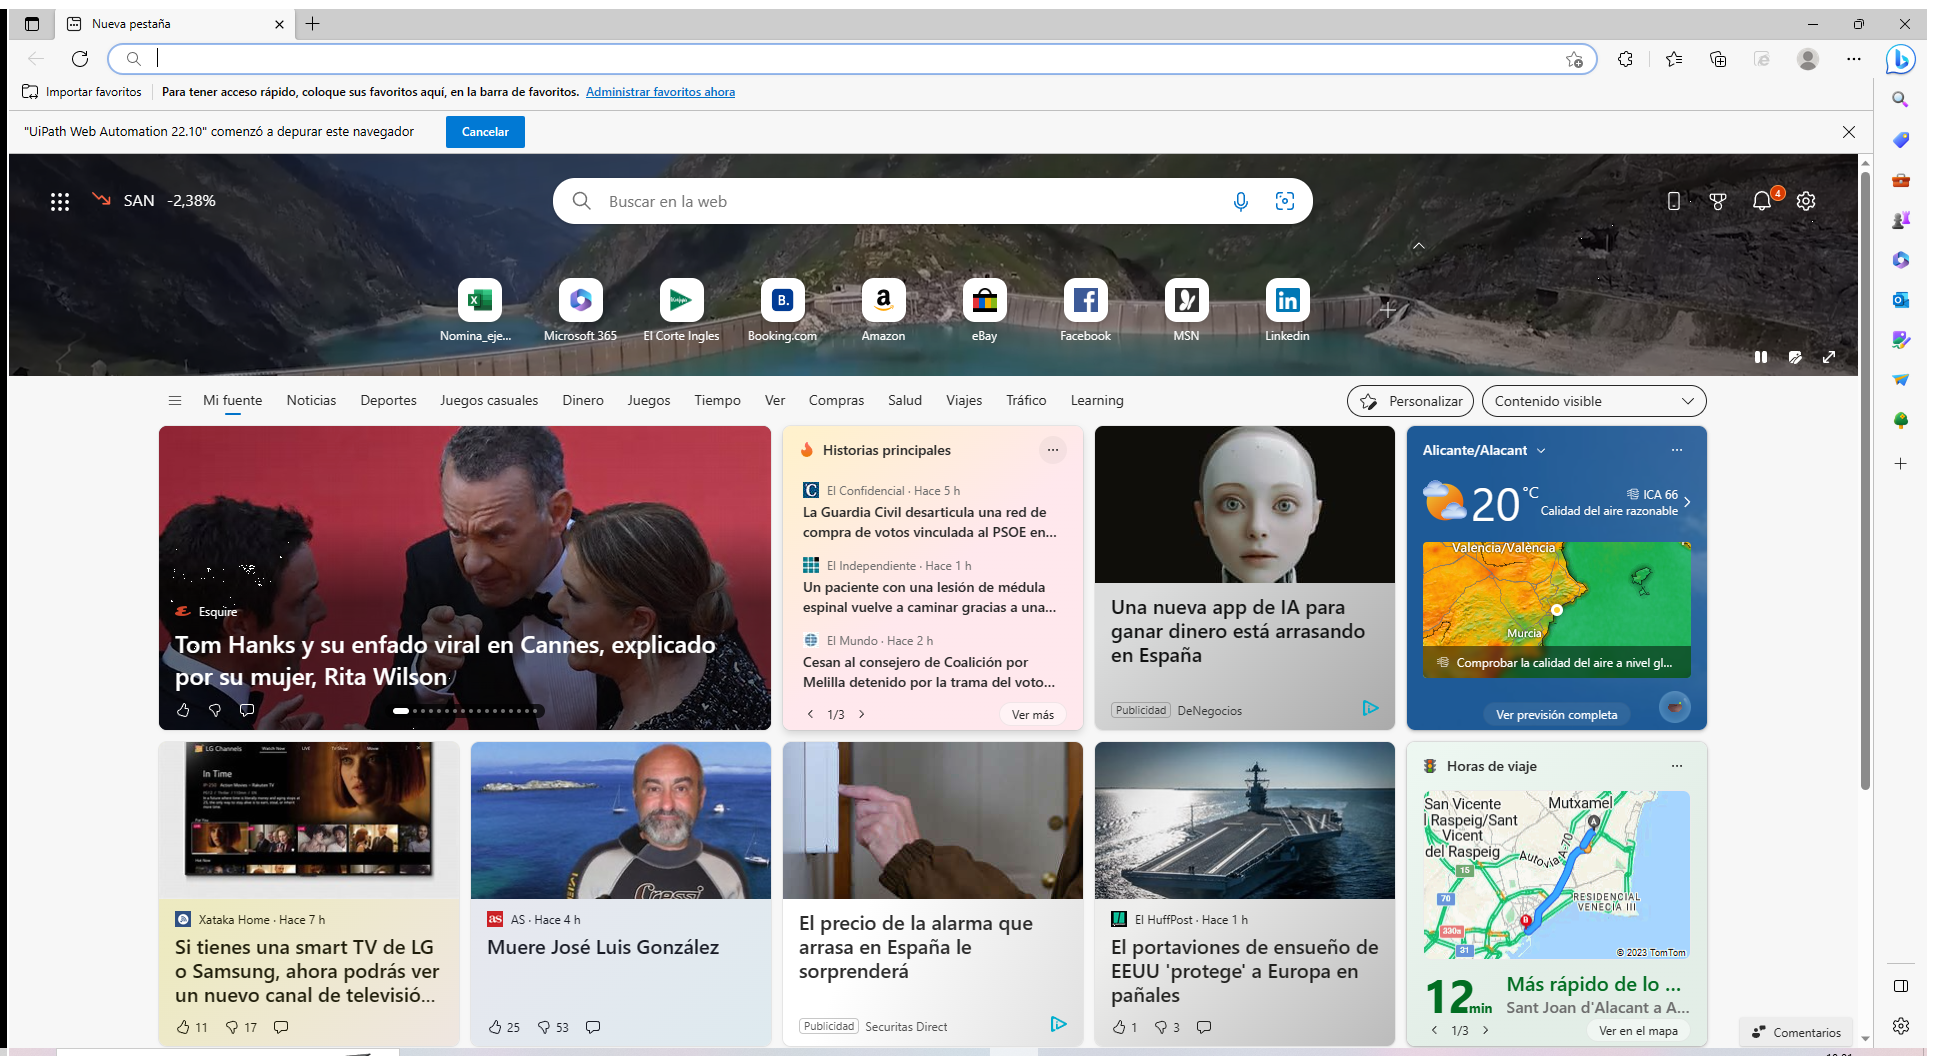 Nueva pestaña
Importar favoritos
Para tener acceso rápido, coloque sus favoritos aquí, en la barra de favoritos. Administrar favoritos ahora
"UiPath Web Automation 22.10" comenzó a depurar este navegador
Cancelar
SAN -2,38%
Buscar en la web
4
Nomina_eje...
Microsoft 365
El Corte Ingles
Booking.com
Amazon
eBay
Facebook
MSN
Linkedin
Mi fuente
Noticias
Deportes
Juegos casuales
Dinero
Juegos
Tiempo
Ver
Compras
Salud
Viajes
Tráfico
Learning
Personalizar
Contenido visible
Esquire
Tom Hanks y su enfado viral en Cannes, explicado
por su mujer, Rita Wilson
Historias principales
El Confidencial · Hace 5 h
La Guardia Civil desarticula una red de
compra de votos vinculada al PSOE en...
El Independiente · Hace 1 h
Un paciente con una lesión de médula
espinal vuelve a caminar gracias a una...
El Mundo · Hace 2 h
Cesan al consejero de Coalición por
Melilla detenido por la trama del voto...
1/3
Ver más
Una nueva app de IA para
ganar dinero está arrasando
en España
Publicidad DeNegocios
Alicante/Alacant
20 °C
ICA 66
Calidad del aire razonable
Valencia/València
Murcia
Comprobar la calidad del aire a nivel gl...
Ver previsión completa
LG Channels
In Time
Xataka Home · Hace 7 h
Si tienes una smart TV de LG
o Samsung, ahora podrás ver
un nuevo canal de televisió...
11 17
Cressi
AS · Hace 4 h
Muere José Luis González
25 53
El precio de la alarma que
arrasa en España le
sorprenderá
Publicidad Securitas Direct
El HuffPost · Hace 1 h
El portaviones de ensueño de
EEUU 'protege' a Europa en
pañales
1 3
Horas de viaje
San Vicente
l Raspeig/Sant
Vicent
del Raspeig
Mutxamel
Autovía A-70
15
70
RESIDENCIAL
VENECIA III
330a
31
© 2023 TomTom
12 min
Más rápido de lo ...
Sant Joan d'Alacant a A...
1/3
Ver en el mapa
Comentarios